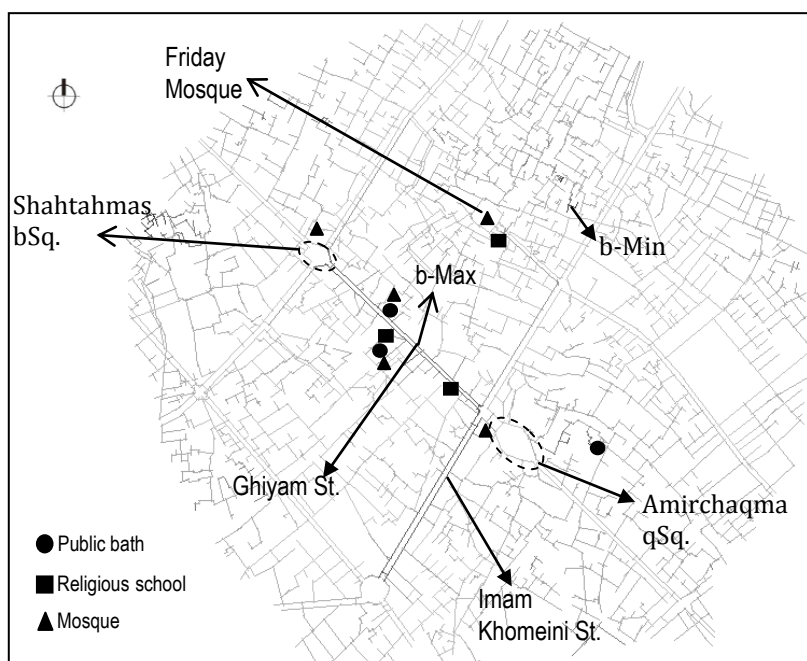 Friday
Mosque
Shahtahmas
bSq.
b-Min
b-Max
Ghiyam St.
Amirchaqma
qSq.
Public bath
Religious school
Mosque
Imam
Khomeini St.